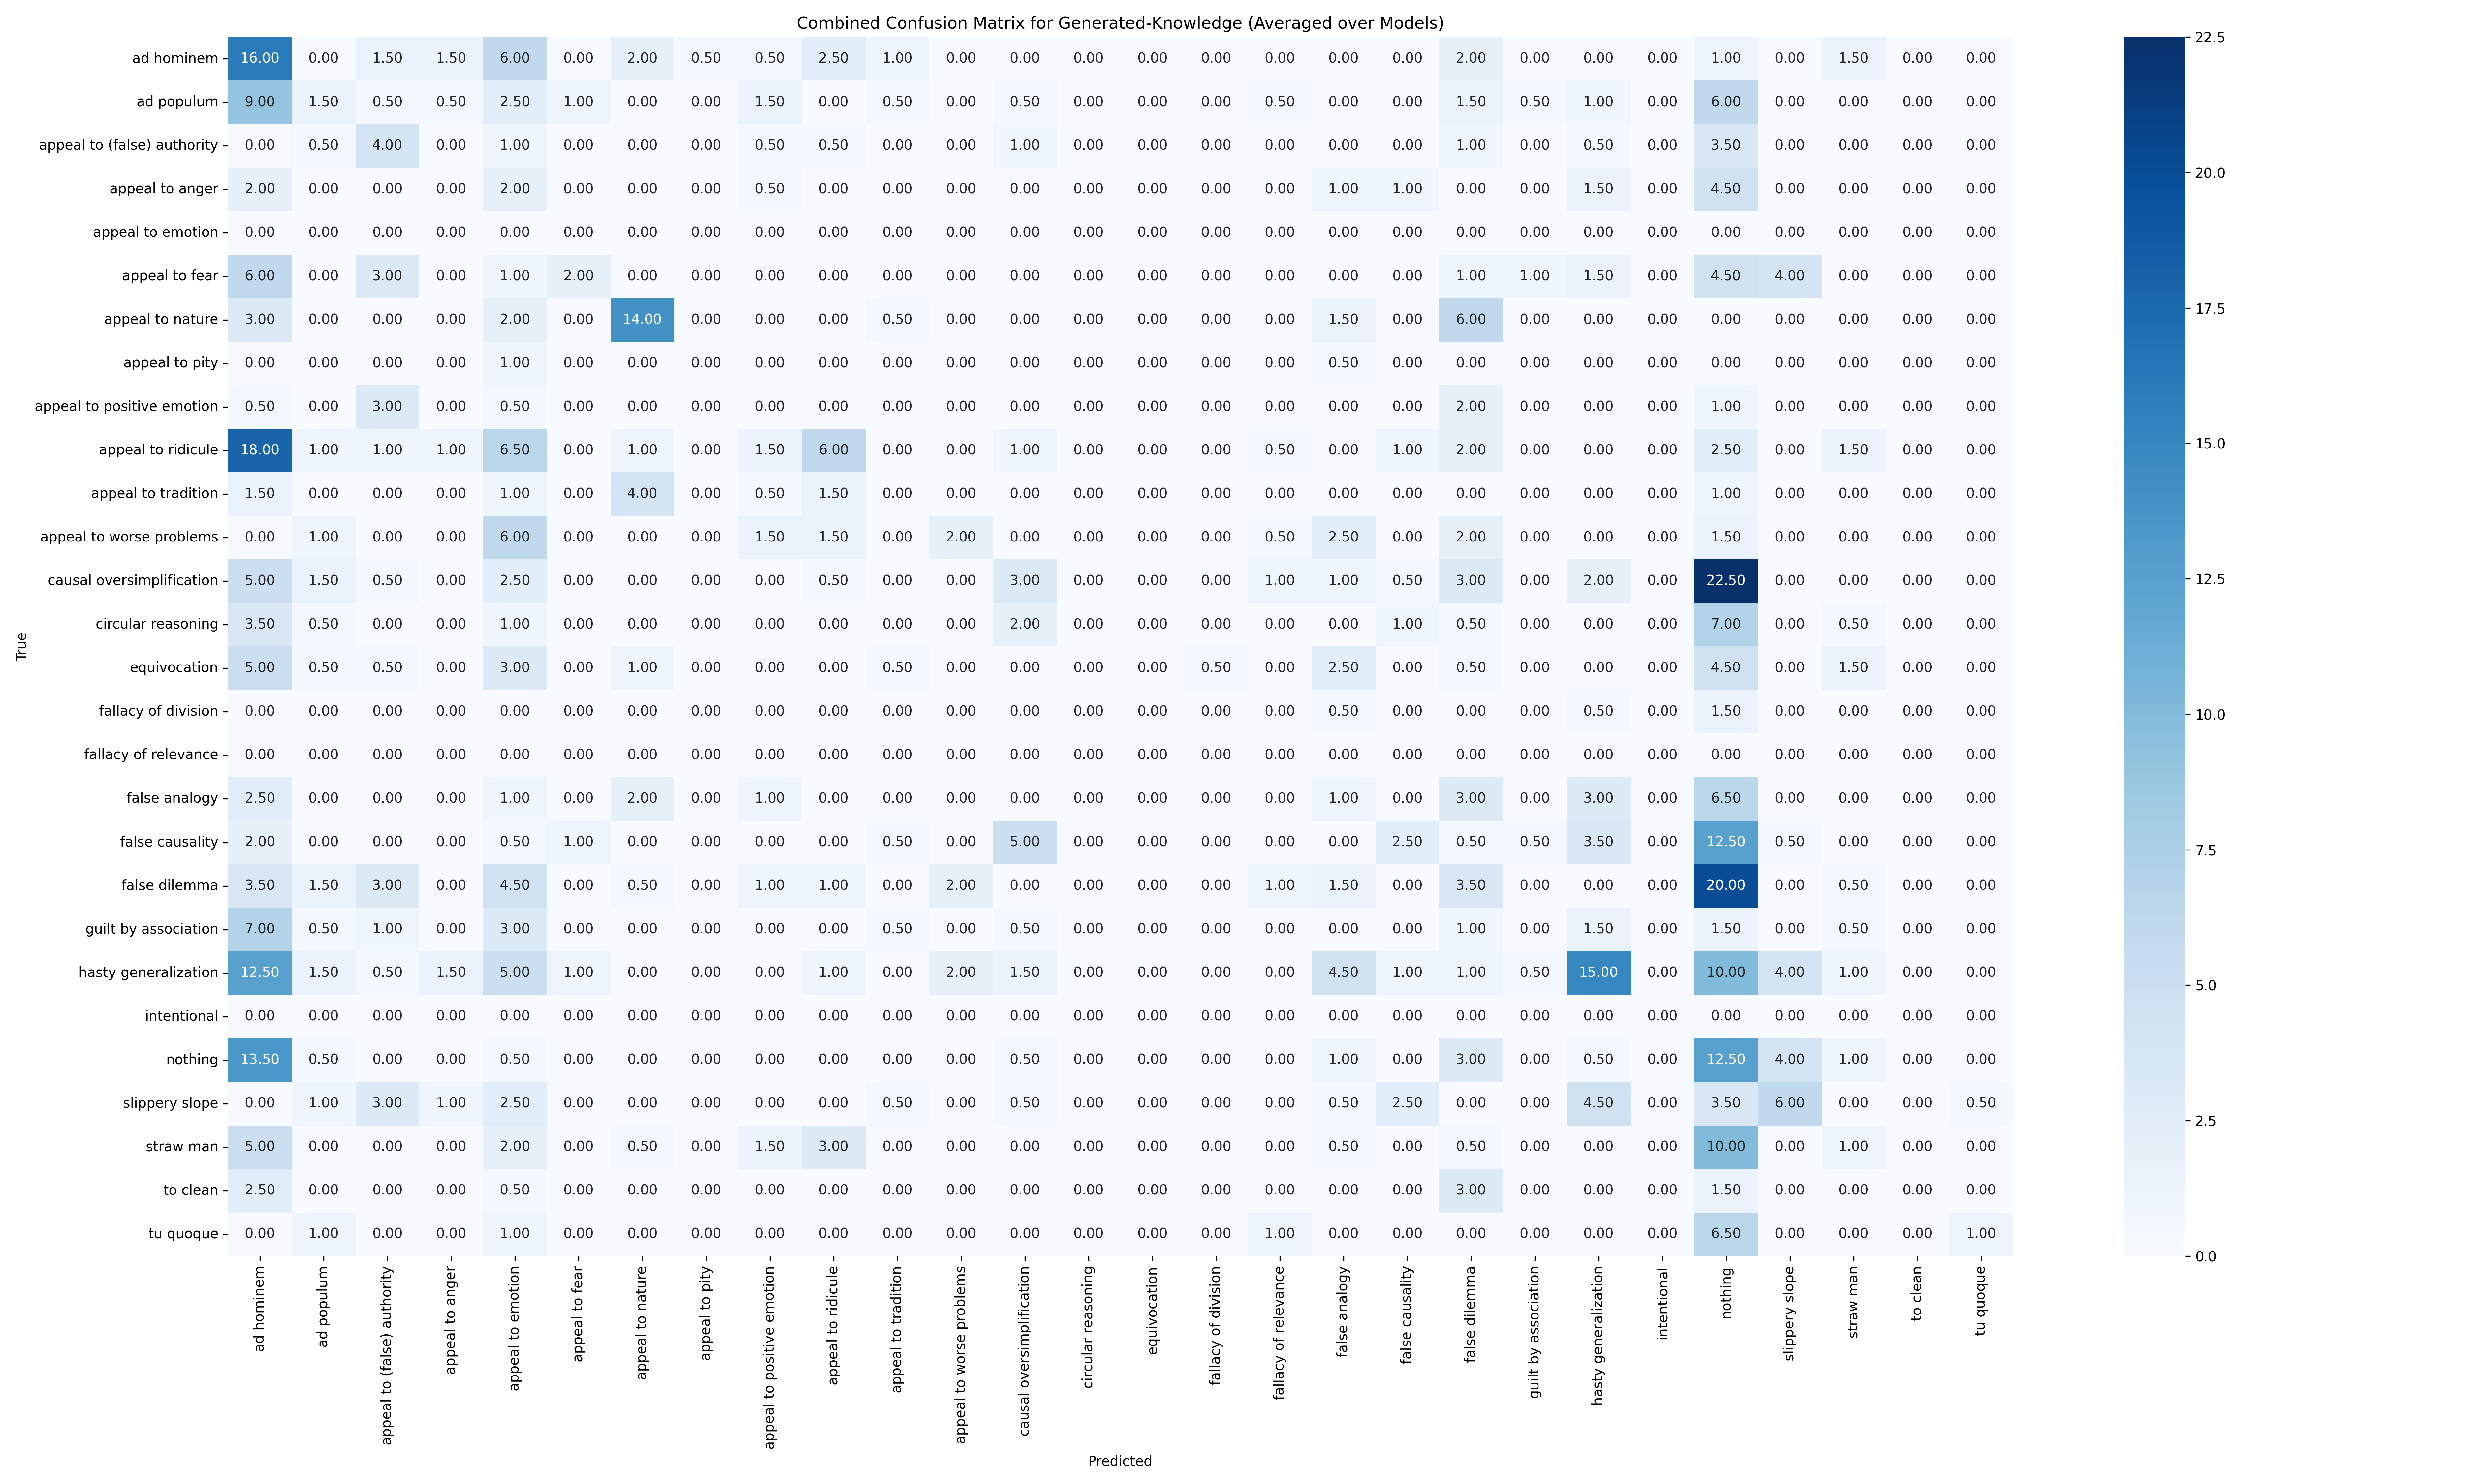 Combined Confusion Matrix for Generated-Knowledge (Averaged over Models)
ad hominem 16.00 0.00 1.50 1.50 6.00 0.00 2.00 0.50 0.50 2.50 1.00 0.00 0.00 0.00 0.00 0.00 0.00 0.00 0.00 2.00 0.00 0.00 0.00 1.00 0.00 1.50 0.00 0.00
ad populum 9.00 1.50 0.50 0.50 2.50 1.00 0.00 0.00 1.50 0.00 0.50 0.00 0.50 0.00 0.00 0.00 0.50 0.00 0.00 1.50 0.50 1.00 0.00 6.00 0.00 0.00 0.00 0.00
appeal to (false) authority 0.00 0.50 4.00 0.00 1.00 0.00 0.00 0.00 0.50 0.50 0.00 0.00 1.00 0.00 0.00 0.00 0.00 0.00 0.00 1.00 0.00 0.50 0.00 3.50 0.00 0.00 0.00 0.00
appeal to anger 2.00 0.00 0.00 0.00 2.00 0.00 0.00 0.00 0.50 0.00 0.00 0.00 0.00 0.00 0.00 0.00 0.00 1.00 1.00 0.00 0.00 1.50 0.00 4.50 0.00 0.00 0.00 0.00
appeal to emotion 0.00 0.00 0.00 0.00 0.00 0.00 0.00 0.00 0.00 0.00 0.00 0.00 0.00 0.00 0.00 0.00 0.00 0.00 0.00 0.00 0.00 0.00 0.00 0.00 0.00 0.00 0.00 0.00
appeal to fear 6.00 0.00 3.00 0.00 1.00 2.00 0.00 0.00 0.00 0.00 0.00 0.00 0.00 0.00 0.00 0.00 0.00 0.00 0.00 1.00 1.00 1.50 0.00 4.50 4.00 0.00 0.00 0.00
appeal to nature 3.00 0.00 0.00 0.00 2.00 0.00 14.00 0.00 0.00 0.00 0.50 0.00 0.00 0.00 0.00 0.00 0.00 1.50 0.00 6.00 0.00 0.00 0.00 0.00 0.00 0.00 0.00 0.00
appeal to pity 0.00 0.00 0.00 0.00 1.00 0.00 0.00 0.00 0.00 0.00 0.00 0.00 0.00 0.00 0.00 0.00 0.00 0.50 0.00 0.00 0.00 0.00 0.00 0.00 0.00 0.00 0.00 0.00
appeal to positive emotion 0.50 0.00 3.00 0.00 0.50 0.00 0.00 0.00 0.00 0.00 0.00 0.00 0.00 0.00 0.00 0.00 0.00 0.00 0.00 2.00 0.00 0.00 0.00 1.00 0.00 0.00 0.00 0.00
appeal to ridicule 18.00 1.00 1.00 1.00 6.50 0.00 1.00 0.00 1.50 6.00 0.00 0.00 1.00 0.00 0.00 0.00 0.50 0.00 1.00 2.00 0.00 0.00 0.00 2.50 0.00 1.50 0.00 0.00
appeal to tradition 1.50 0.00 0.00 0.00 1.00 0.00 4.00 0.00 0.50 1.50 0.00 0.00 0.00 0.00 0.00 0.00 0.00 0.00 0.00 0.00 0.00 0.00 0.00 1.00 0.00 0.00 0.00 0.00
appeal to worse problems 0.00 1.00 0.00 0.00 6.00 0.00 0.00 0.00 1.50 1.50 0.00 2.00 0.00 0.00 0.00 0.00 0.50 2.50 0.00 2.00 0.00 0.00 0.00 1.50 0.00 0.00 0.00 0.00
causal oversimplification 5.00 1.50 0.50 0.00 2.50 0.00 0.00 0.00 0.00 0.50 0.00 0.00 3.00 0.00 0.00 0.00 1.00 1.00 0.50 3.00 0.00 2.00 0.00 22.50 0.00 0.00 0.00 0.00
circular reasoning 3.50 0.50 0.00 0.00 1.00 0.00 0.00 0.00 0.00 0.00 0.00 0.00 2.00 0.00 0.00 0.00 0.00 0.00 1.00 0.50 0.00 0.00 0.00 7.00 0.00 0.50 0.00 0.00
equivocation 5.00 0.50 0.50 0.00 3.00 0.00 1.00 0.00 0.00 0.00 0.50 0.00 0.00 0.00 0.00 0.50 0.00 2.50 0.00 0.50 0.00 0.00 0.00 4.50 0.00 1.50 0.00 0.00
fallacy of division 0.00 0.00 0.00 0.00 0.00 0.00 0.00 0.00 0.00 0.00 0.00 0.00 0.00 0.00 0.00 0.00 0.00 0.50 0.00 0.00 0.00 0.50 0.00 1.50 0.00 0.00 0.00 0.00
fallacy of relevance 0.00 0.00 0.00 0.00 0.00 0.00 0.00 0.00 0.00 0.00 0.00 0.00 0.00 0.00 0.00 0.00 0.00 0.00 0.00 0.00 0.00 0.00 0.00 0.00 0.00 0.00 0.00 0.00
false analogy 2.50 0.00 0.00 0.00 1.00 0.00 2.00 0.00 1.00 0.00 0.00 0.00 0.00 0.00 0.00 0.00 0.00 1.00 0.00 3.00 0.00 3.00 0.00 6.50 0.00 0.00 0.00 0.00
false causality 2.00 0.00 0.00 0.00 0.50 1.00 0.00 0.00 0.00 0.00 0.50 0.00 5.00 0.00 0.00 0.00 0.00 0.00 2.50 0.50 0.50 3.50 0.00 12.50 0.50 0.00 0.00 0.00
false dilemma 3.50 1.50 3.00 0.00 4.50 0.00 0.50 0.00 1.00 1.00 0.00 2.00 0.00 0.00 0.00 0.00 1.00 1.50 0.00 3.50 0.00 0.00 0.00 20.00 0.00 0.50 0.00 0.00
guilt by association 7.00 0.50 1.00 0.00 3.00 0.00 0.00 0.00 0.00 0.00 0.50 0.00 0.50 0.00 0.00 0.00 0.00 0.00 0.00 1.00 0.00 1.50 0.00 1.50 0.00 0.50 0.00 0.00
hasty generalization 12.50 1.50 0.50 1.50 5.00 1.00 0.00 0.00 0.00 1.00 0.00 2.00 1.50 0.00 0.00 0.00 0.00 4.50 1.00 1.00 0.50 15.00 0.00 10.00 4.00 1.00 0.00 0.00
intentional 0.00 0.00 0.00 0.00 0.00 0.00 0.00 0.00 0.00 0.00 0.00 0.00 0.00 0.00 0.00 0.00 0.00 0.00 0.00 0.00 0.00 0.00 0.00 0.00 0.00 0.00 0.00 0.00
nothing 13.50 0.50 0.00 0.00 0.50 0.00 0.00 0.00 0.00 0.00 0.00 0.00 0.50 0.00 0.00 0.00 0.00 1.00 0.00 3.00 0.00 0.50 0.00 12.50 4.00 1.00 0.00 0.00
slippery slope 0.00 1.00 3.00 1.00 2.50 0.00 0.00 0.00 0.00 0.00 0.50 0.00 0.50 0.00 0.00 0.00 0.00 0.50 2.50 0.00 0.00 4.50 0.00 3.50 6.00 0.00 0.00 0.50
straw man 5.00 0.00 0.00 0.00 2.00 0.00 0.50 0.00 1.50 3.00 0.00 0.00 0.00 0.00 0.00 0.00 0.00 0.50 0.00 0.50 0.00 0.00 0.00 10.00 0.00 1.00 0.00 0.00
to clean 2.50 0.00 0.00 0.00 0.50 0.00 0.00 0.00 0.00 0.00 0.00 0.00 0.00 0.00 0.00 0.00 0.00 0.00 0.00 3.00 0.00 0.00 0.00 1.50 0.00 0.00 0.00 0.00
tu quoque 0.00 1.00 0.00 0.00 1.00 0.00 0.00 0.00 0.00 0.00 0.00 0.00 0.00 0.00 0.00 0.00 1.00 0.00 0.00 0.00 0.00 0.00 0.00 6.50 0.00 0.00 0.00 1.00
True
ad hominem
ad populum
appeal to (false) authority
appeal to anger
appeal to emotion
appeal to fear
appeal to nature
appeal to pity
appeal to positive emotion
appeal to ridicule
appeal to tradition
appeal to worse problems
causal oversimplification
circular reasoning
equivocation
fallacy of division
fallacy of relevance
false analogy
false causality
false dilemma
guilt by association
hasty generalization
intentional
nothing
slippery slope
straw man
to clean
tu quoque
Predicted
22.5
20.0
17.5
15.0
12.5
10.0
7.5
5.0
2.5
0.0